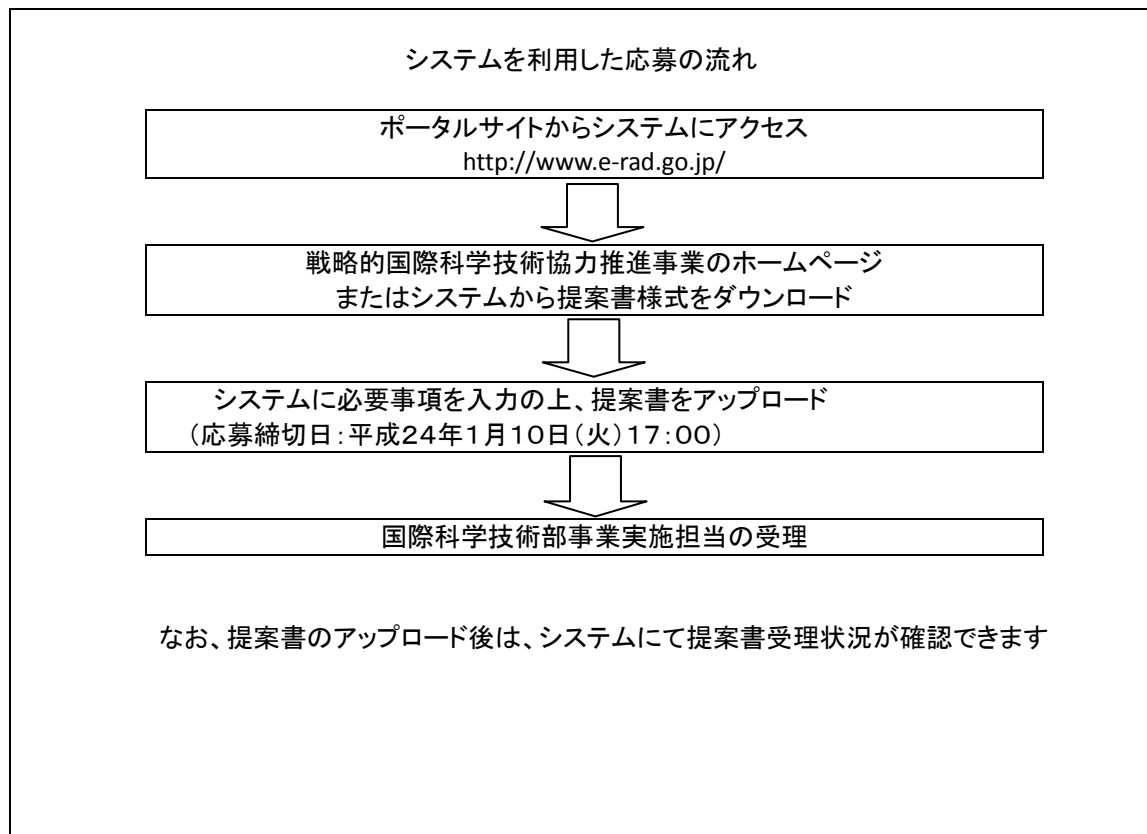 システムを利用した応募の流れ
ポータルサイトからシステムにアクセス
http://www.e-rad.go.jp/
戦略的国際科学技術協力推進事業のホームページ
またはシステムから提案書様式をダウンロード
システムに必要事項を入力の上、提案書をアップロード
（応募締切日：平成２４年１月１０日（火）１７：００）
国際科学技術部事業実施担当の受理
なお、提案書のアップロード後は、システムにて提案書受理状況が確認できます